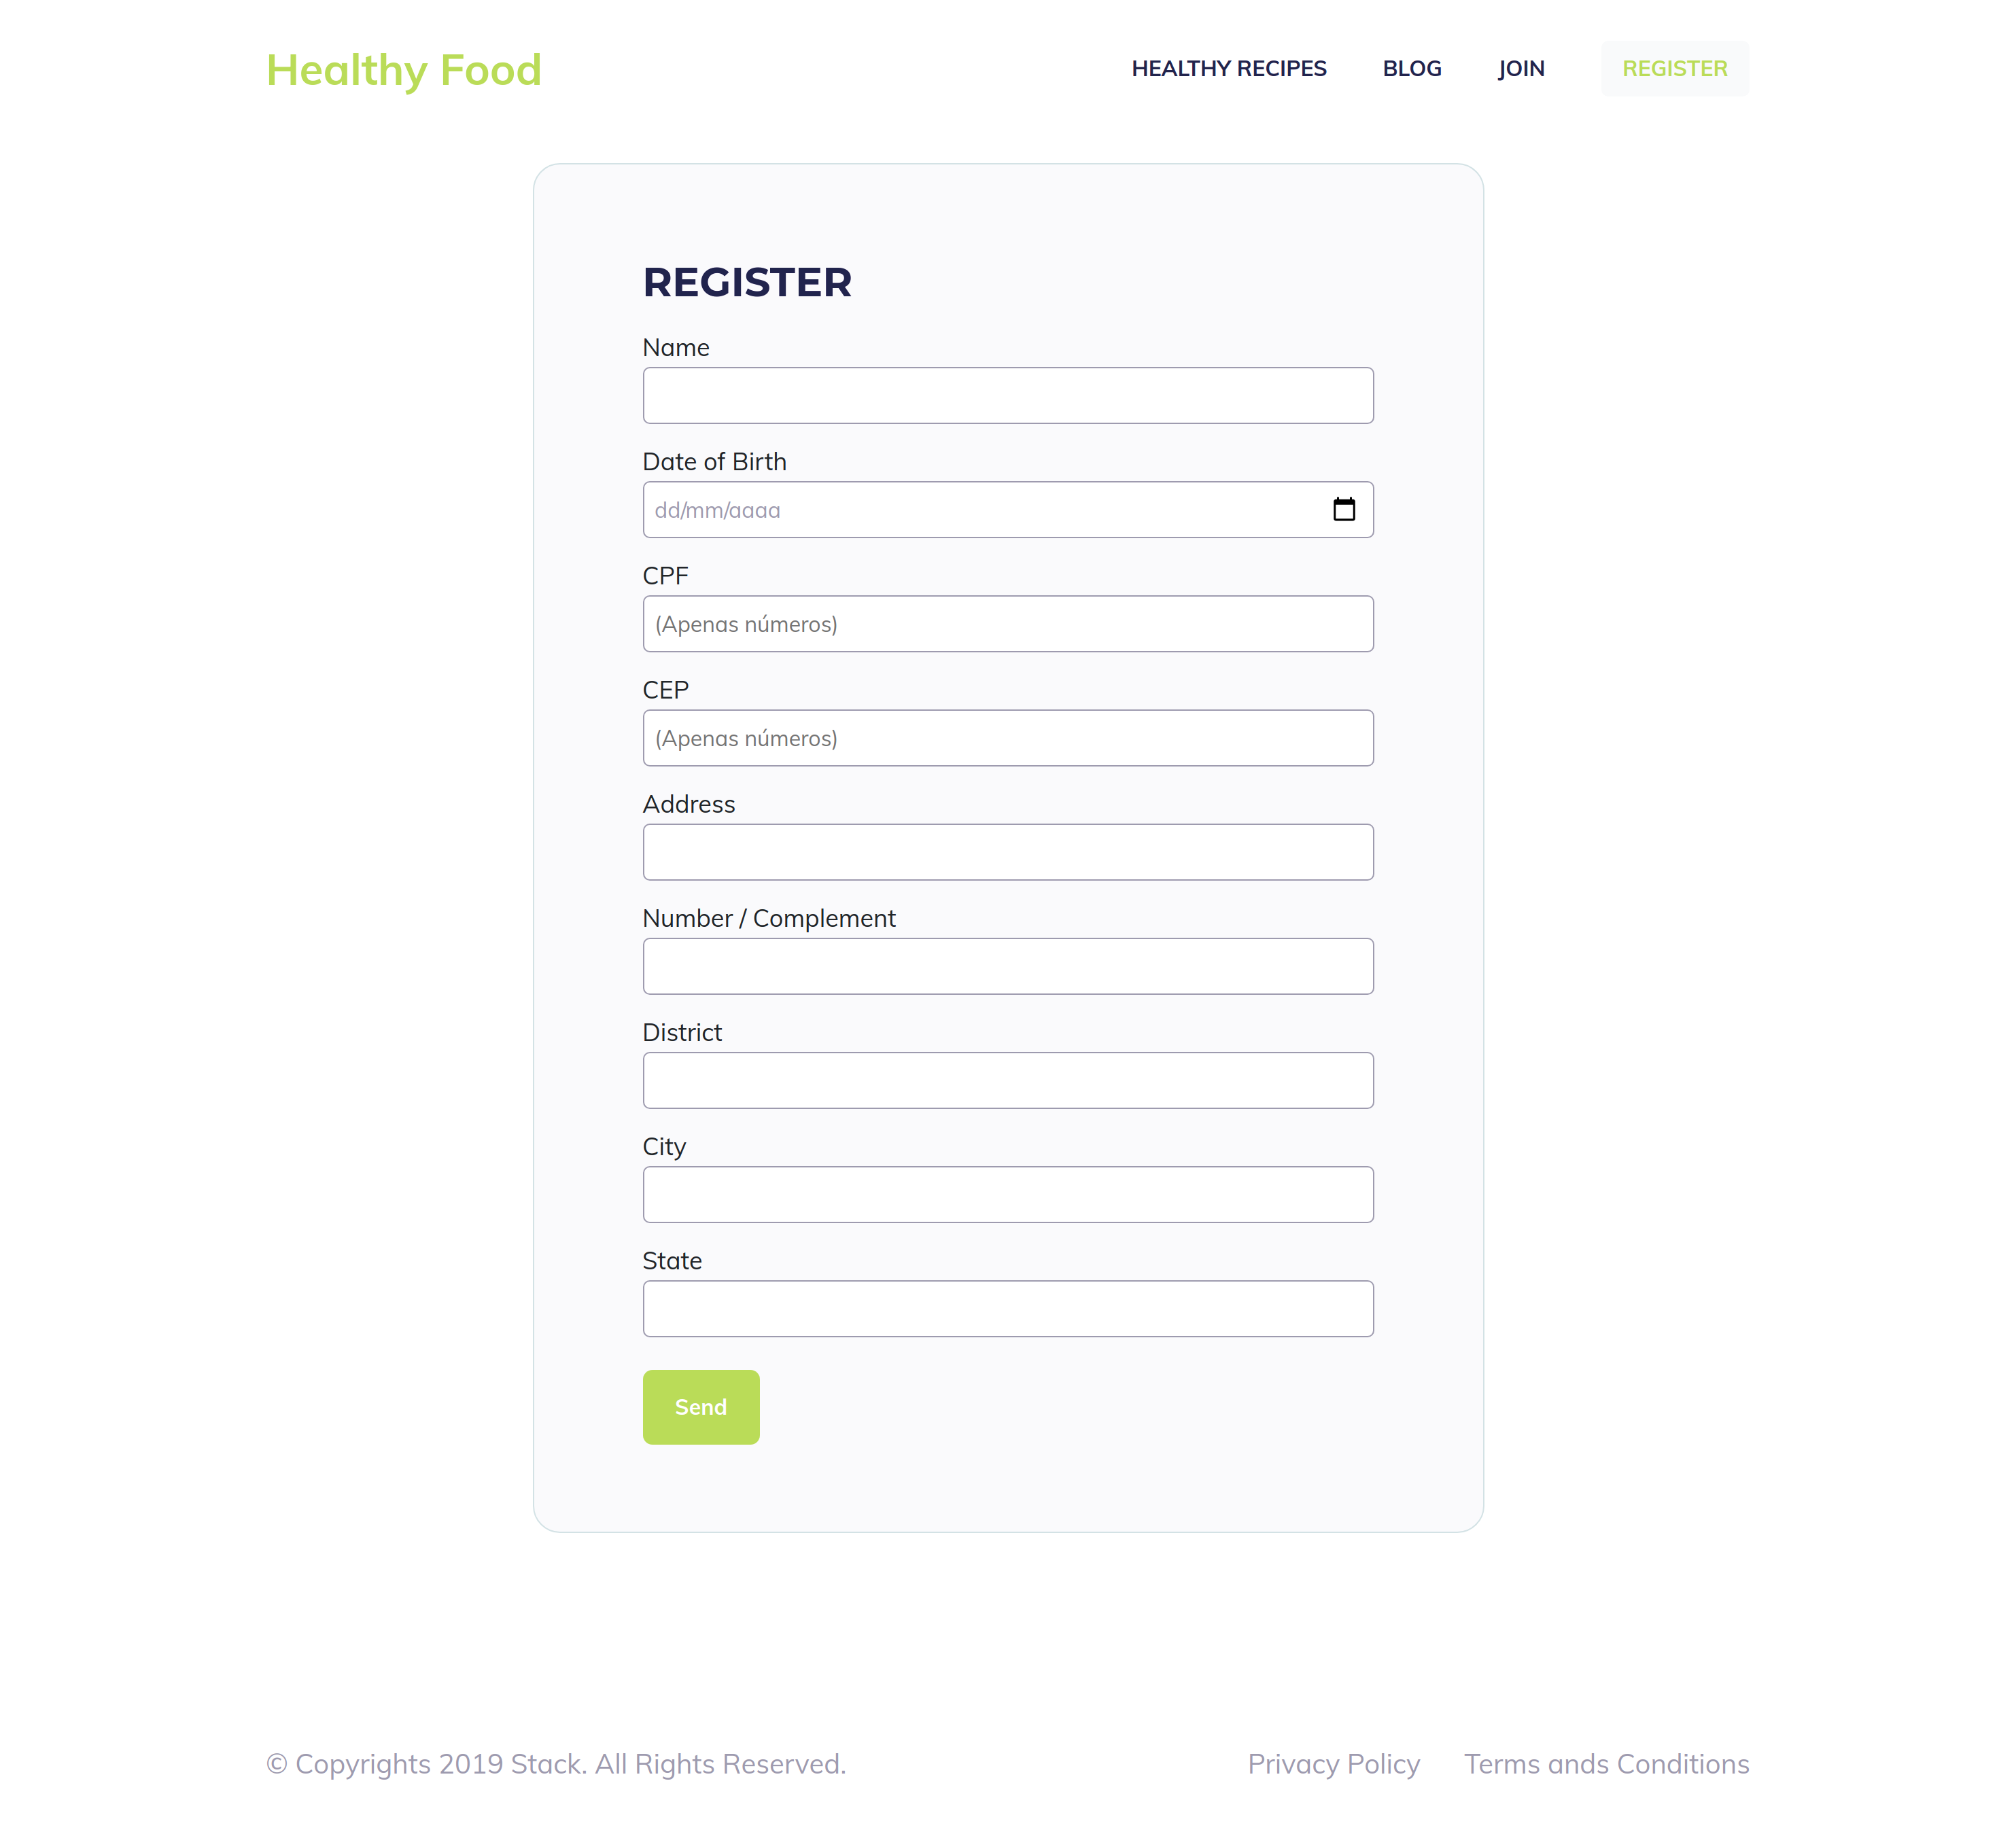 Healthy Food
HEALTHY RECIPES BLOG JOIN REGISTER
REGISTER
Name
Date of Birth
dd/mm/aaaa
CPF
(Apenas números)
CEP
(Apenas números)
Address
Number / Complement
District
City
State
Send
© Copyrights 2019 Stack. All Rights Reserved. Privacy Policy Terms ands Conditions